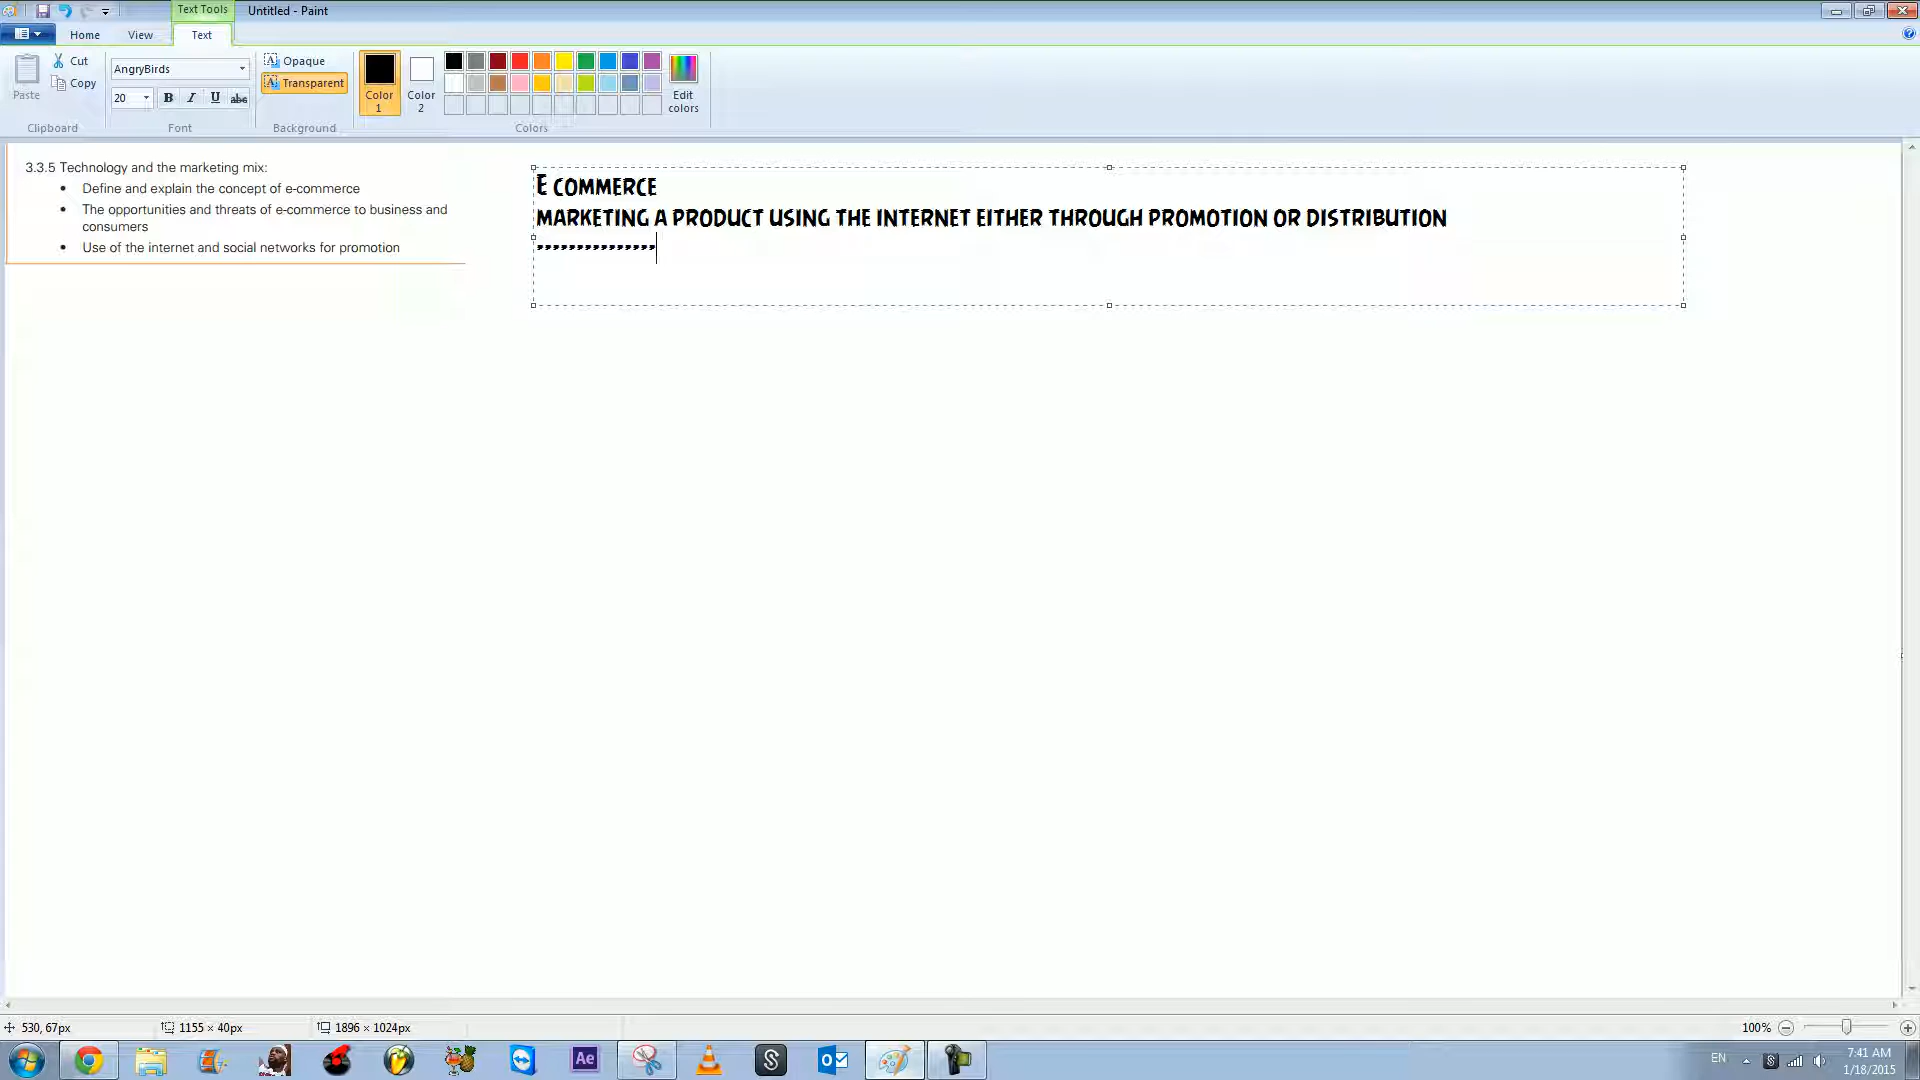 Text Tools
Untitled - Paint
Home
View
Text
Paste
Cut
Copy
Clipboard
AngryBirds
20
B I U abc
Font
Opaque
Transparent
Background
Color 1
Color 2
Edit colors
Colors
3.3.5 Technology and the marketing mix:
• Define and explain the concept of e-commerce
• The opportunities and threats of e-commerce to business and
consumers
• Use of the internet and social networks for promotion
E COMMERCE
MARKETING A PRODUCT USING THE INTERNET EITHER THROUGH PROMOTION OR DISTRIBUTION
---------------
530, 67px
1155 × 40px
1896 × 1024px
100%
Ae
S
EN
7:41 AM
1/18/2015